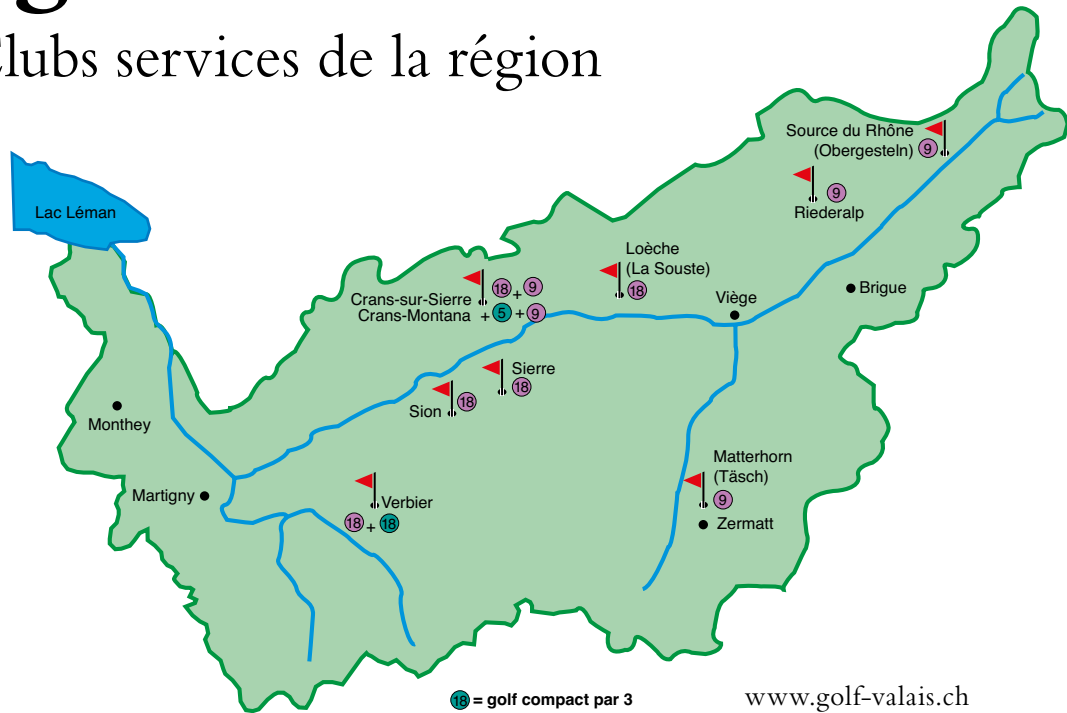 Clubs services de la région
Source du Rhône
(Obergesteln) 9
9
Riederalp
Lac Léman
Loèche
(La Souste)
18
Crans-sur-Sierre 18 + 9
Crans-Montana + 5 + 9
Viège
Brigue
Sierre
18
Sion 18
Monthey
Matterhorn
(Täsch)
9
Martigny
Verbier
18 + 18
Zermatt
18 = golf compact par 3
www.golf-valais.ch